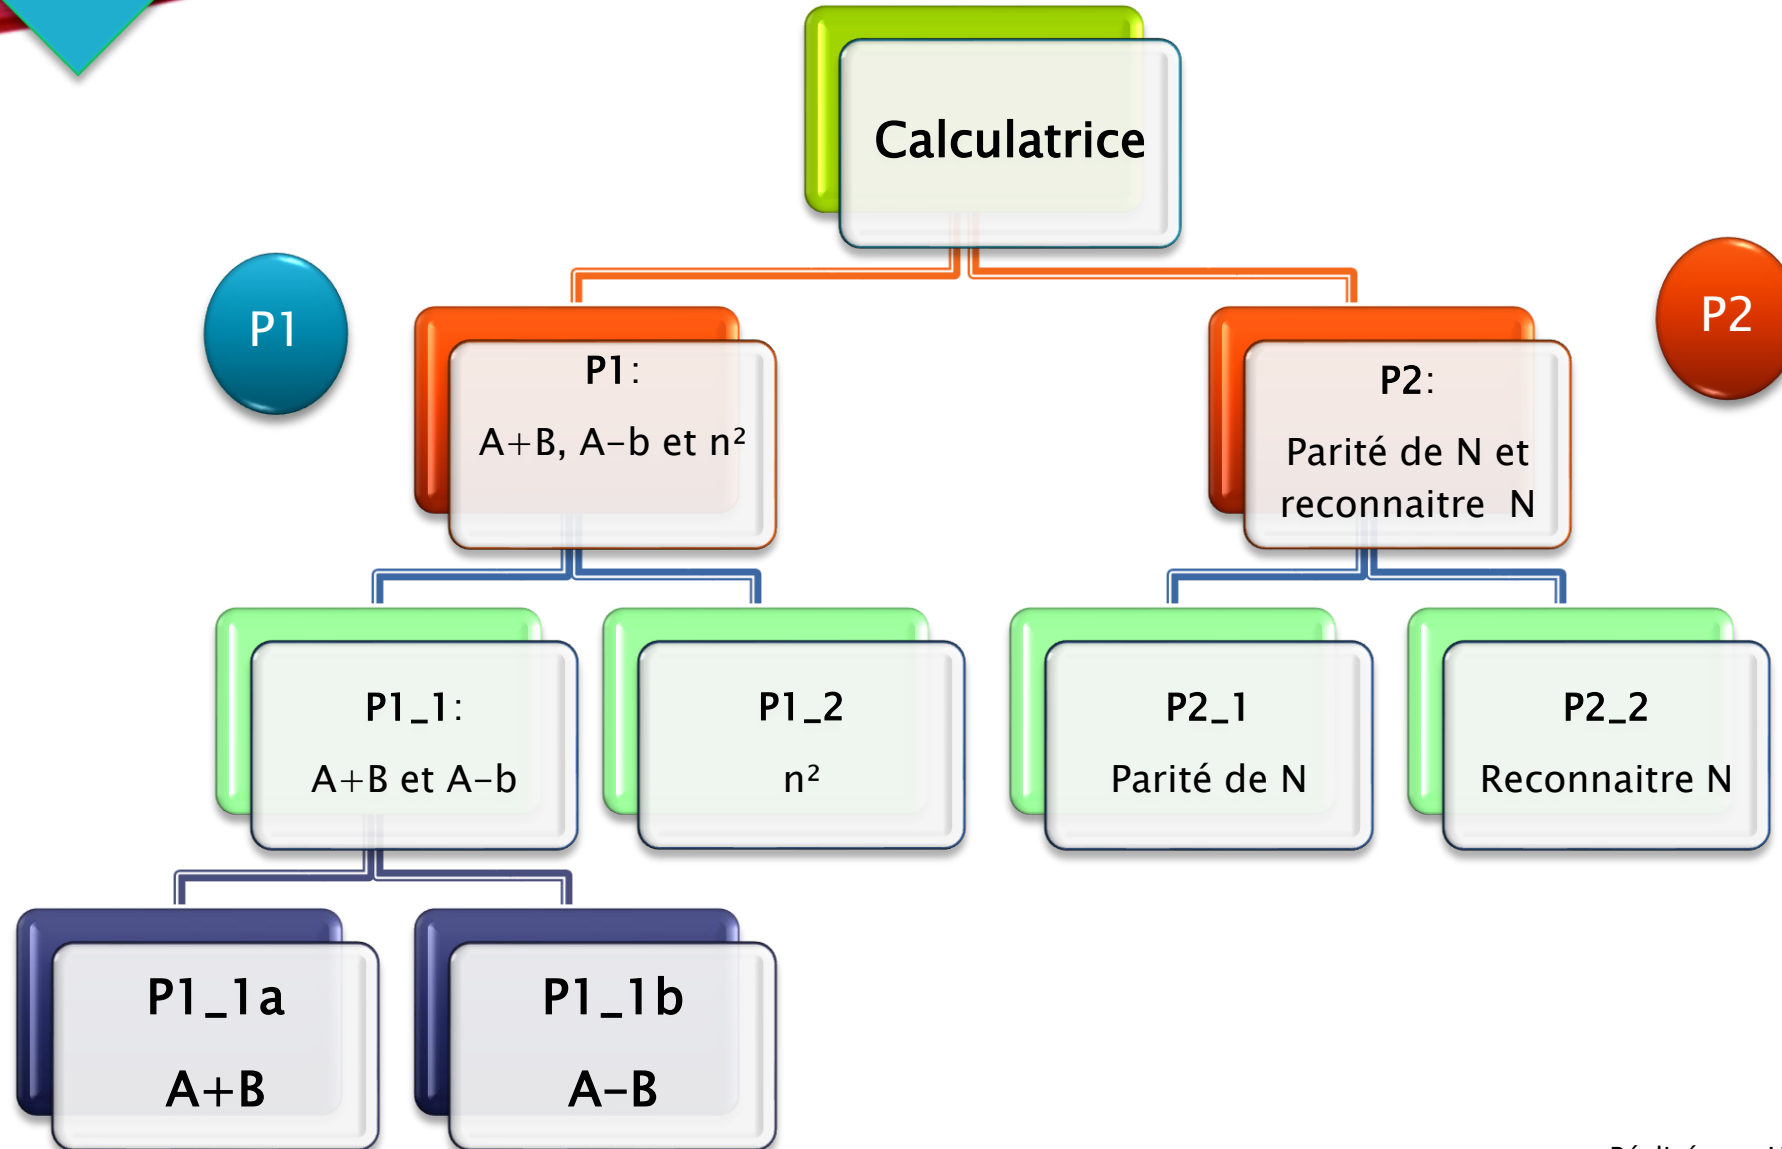 Calculatrice
P1
P2
P1:
A+B, A-b et n²
P2:
Parité de N et
reconnaitre N
P1_1:
A+B et A-b
P1_2
n²
P2_1
Parité de N
P2_2
Reconnaitre N
P1_1a
A+B
P1_1b
A-B